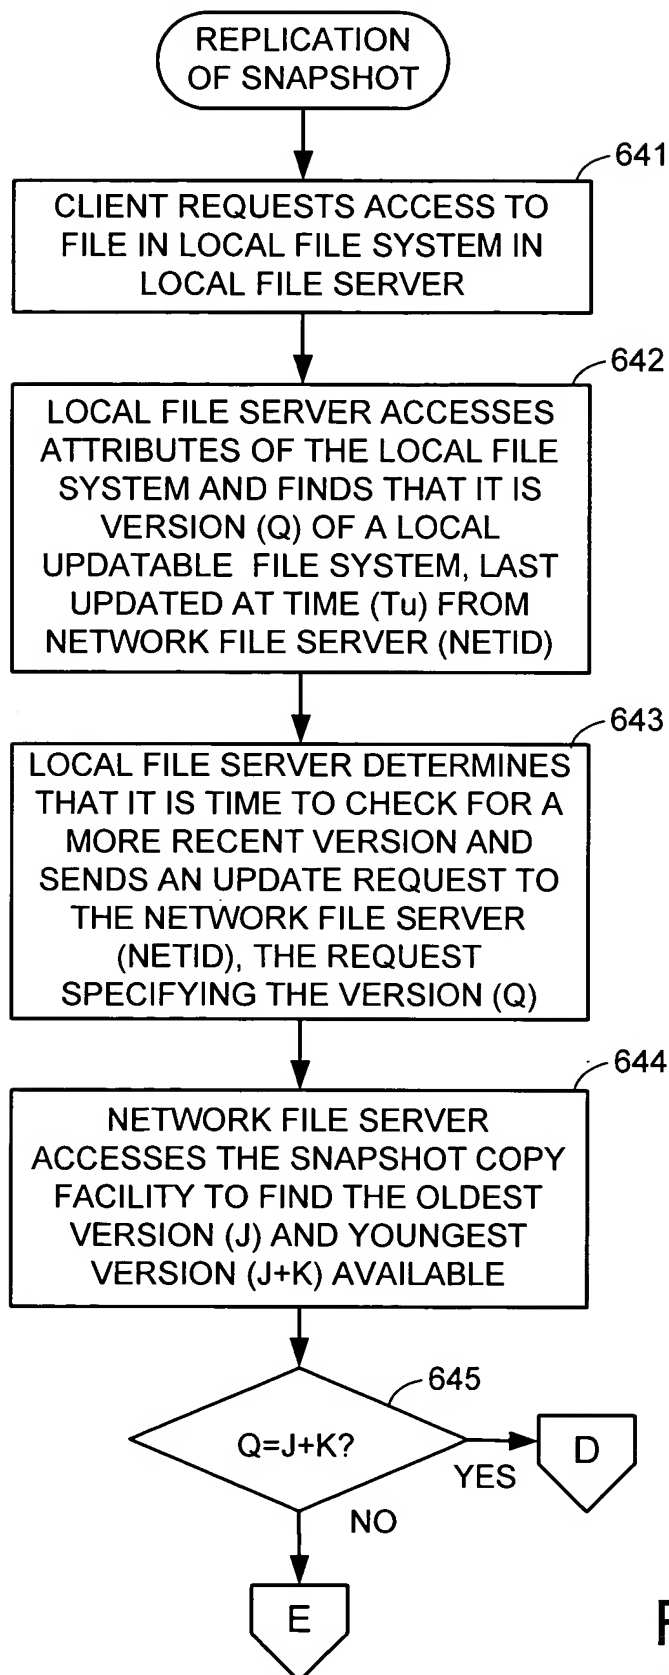 REPLICATION
OF SNAPSHOT
641
CLIENT REQUESTS ACCESS TO
FILE IN LOCAL FILE SYSTEM IN
LOCAL FILE SERVER
642
LOCAL FILE SERVER ACCESSES
ATTRIBUTES OF THE LOCAL FILE
SYSTEM AND FINDS THAT IT IS
VERSION (Q) OF A LOCAL
UPDATABLE FILE SYSTEM, LAST
UPDATED AT TIME (Tu) FROM
NETWORK FILE SERVER (NETID)
643
LOCAL FILE SERVER DETERMINES
THAT IT IS TIME TO CHECK FOR A
MORE RECENT VERSION AND
SENDS AN UPDATE REQUEST TO
THE NETWORK FILE SERVER
(NETID), THE REQUEST
SPECIFYING THE VERSION (Q)
644
NETWORK FILE SERVER
ACCESSES THE SNAPSHOT COPY
FACILITY TO FIND THE OLDEST
VERSION (J) AND YOUNGEST
VERSION (J+K) AVAILABLE
645
Q=J+K?
YES
D
NO
E